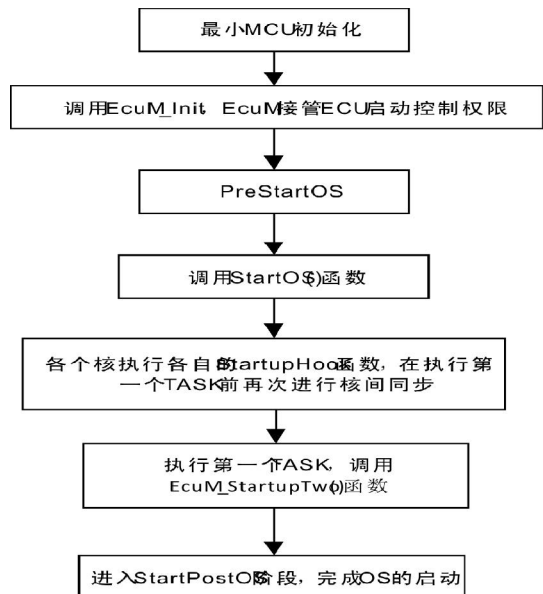 最小MCU初始化
调用EcuM_Init，EcuM接管ECU启动控制权限
PreStartOS
调用StartOS()函数
各个核执行各自的StartupHook函数，在执行第
一个TASK前再次进行核间同步
执行第一个TASK，调用
EcuM_StartupTwo()函数
进入StartPostOS阶段，完成OS的启动